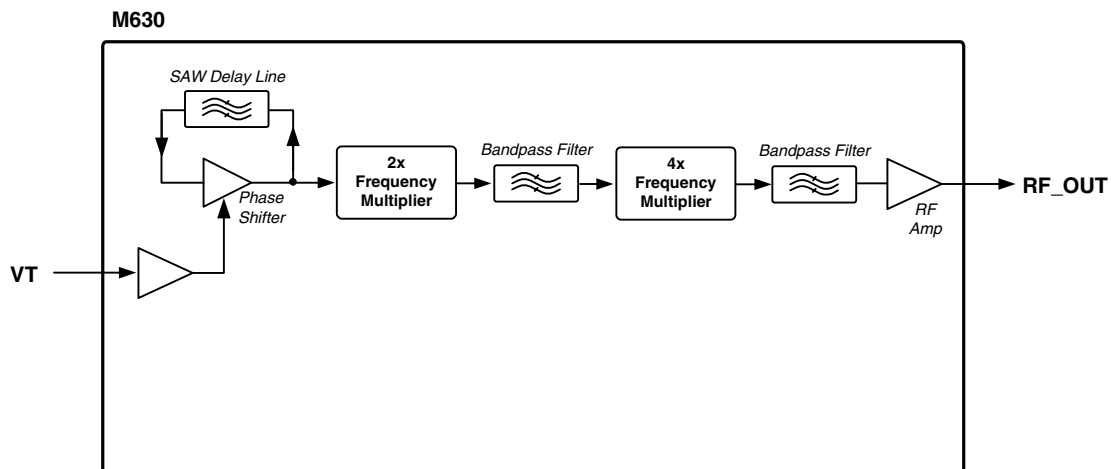 M630
SAW Delay Line
Phase
Shifter
2x
Frequency
Multiplier
Bandpass Filter
4x
Frequency
Multiplier
Bandpass Filter
RF
Amp
RF_OUT
VT